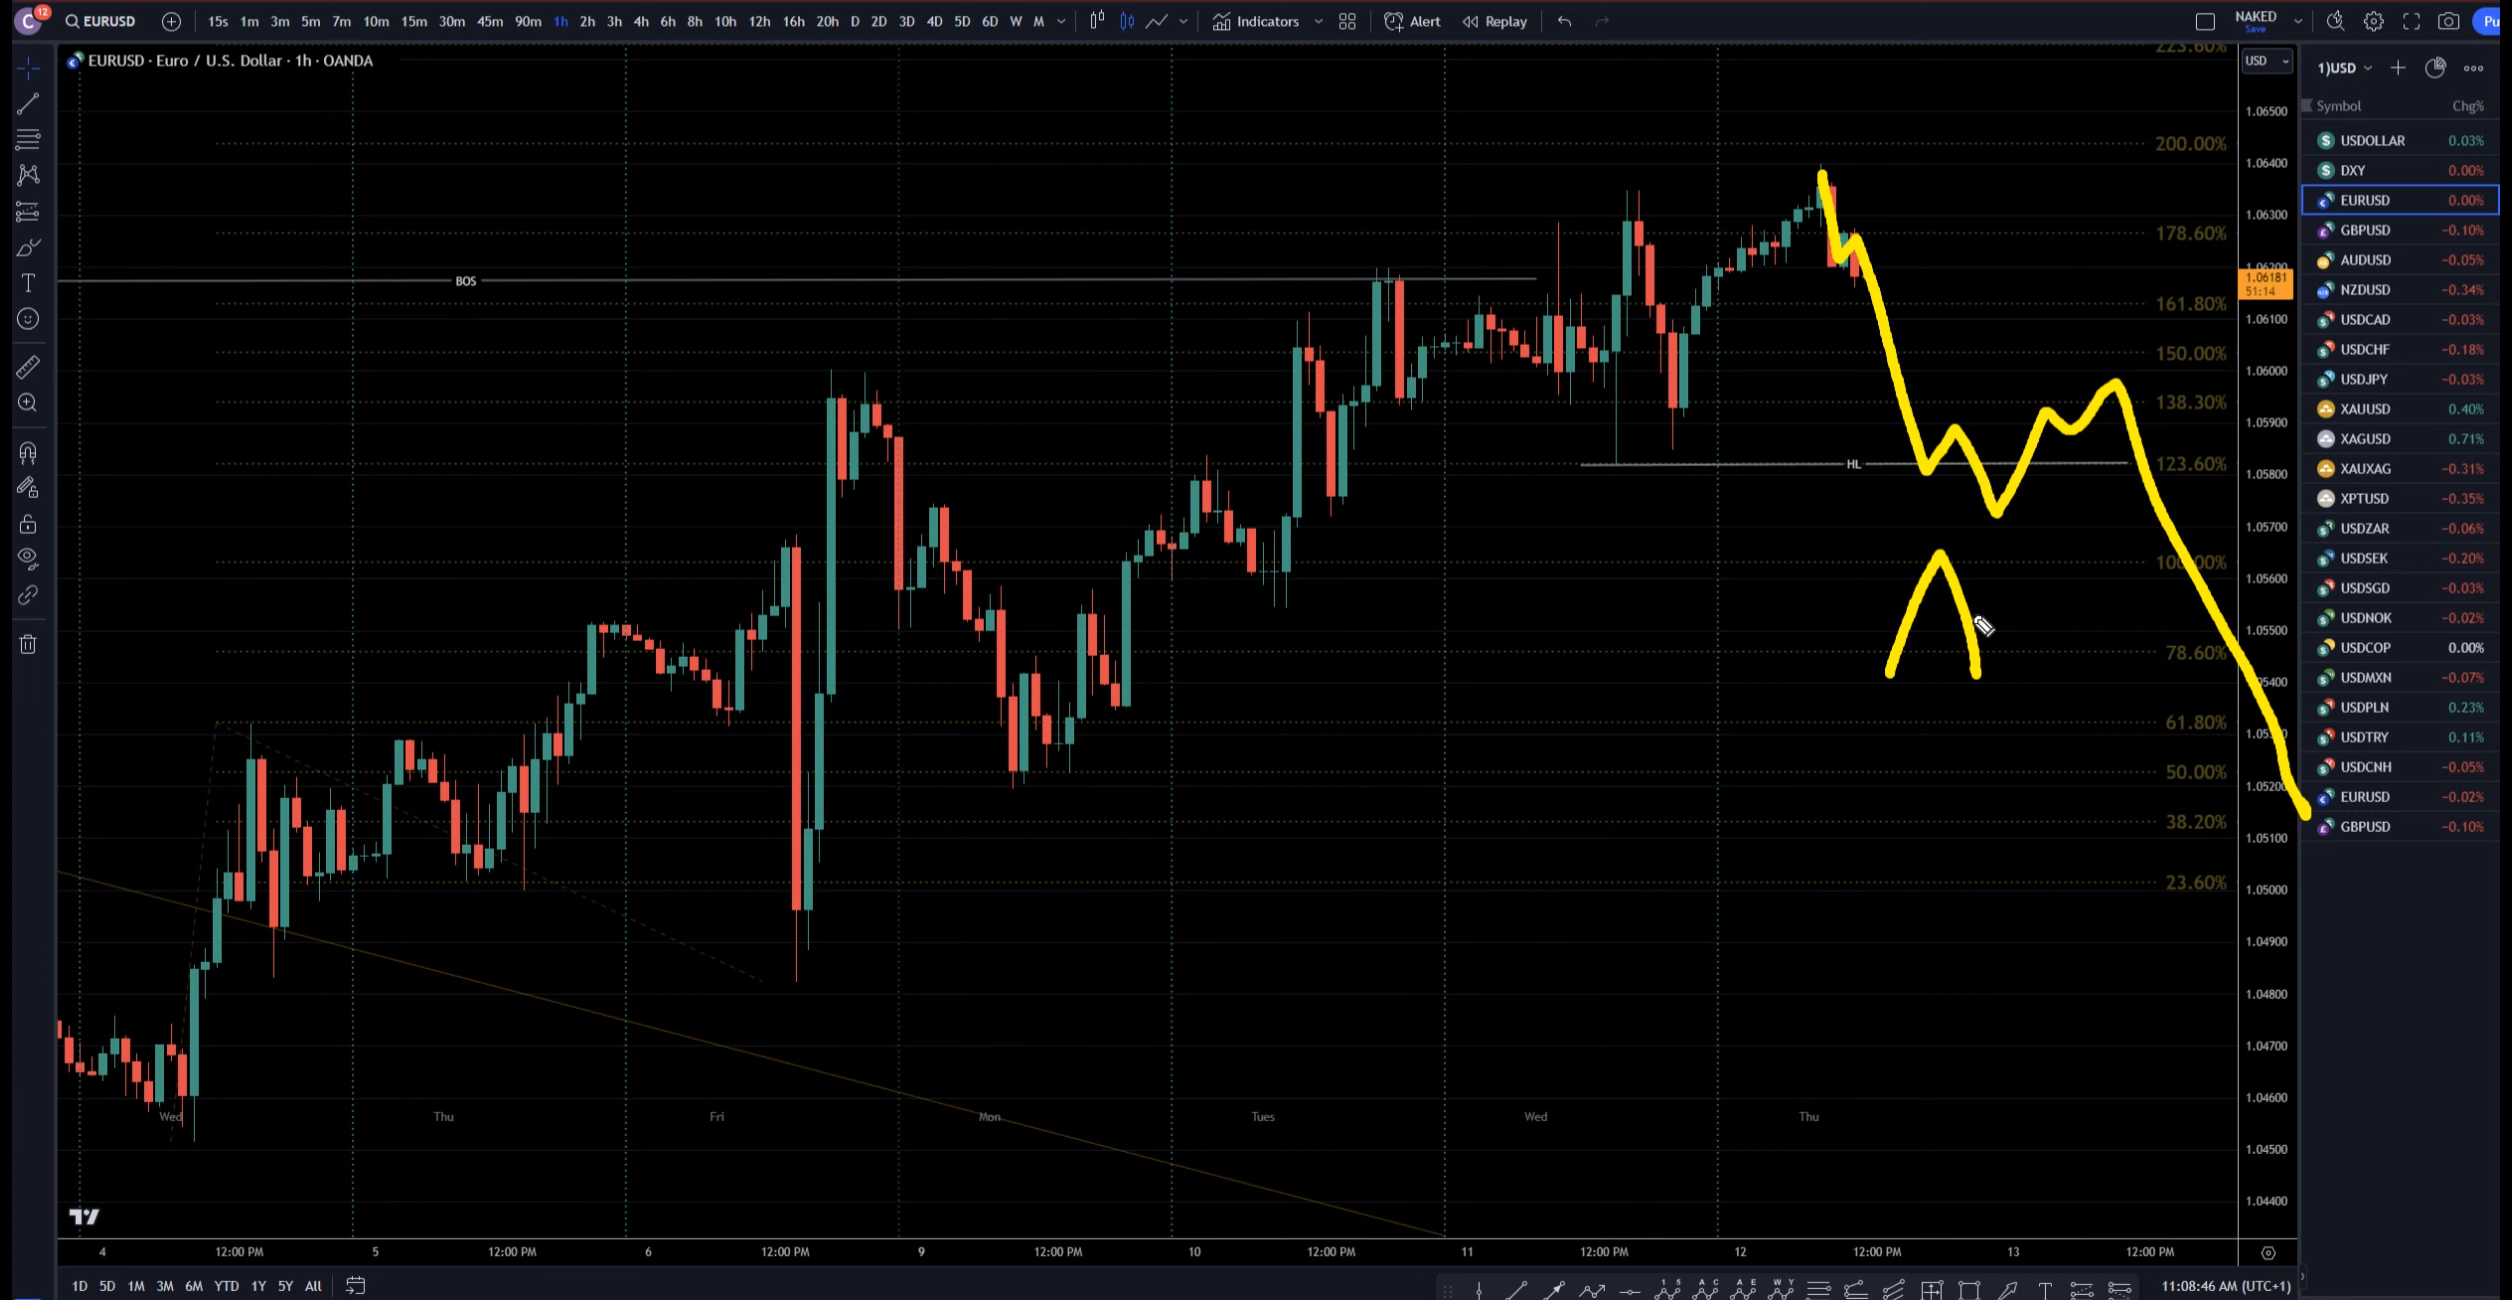 C 12 EURUSD 15s 1m 3m 5m 7m 10m 15m 30m 45m 90m 1h 2h 3h 4h 6h 8h 10h 12h 16h 20h D 2D 3D 4D 5D 6D W M Indicators Alert Replay NAKED Save Pu
EURUSD · Euro / U.S. Dollar · 1h · OANDA
223.60%
USD
1)USD
Symbol Chg%
1.06500
200.00%
1.06400
1.06300
178.60%
1.06200
BOS
1.06181
51:14
161.80%
1.06100
150.00%
1.06000
138.30%
1.05900
HL
123.60%
1.05800
1.05700
100.00%
1.05600
1.05500
78.60%
61.80%
50.00%
1.05200
38.20%
1.05100
23.60%
1.05000
1.04900
1.04800
1.04700
1.04600
1.04500
1.04400
USDOLLAR 0.03%
DXY 0.00%
EURUSD 0.00%
GBPUSD −0.10%
AUDUSD −0.05%
NZDUSD −0.34%
USDCAD −0.03%
USDCHF −0.18%
USDJPY −0.03%
XAUUSD 0.40%
XAGUSD 0.71%
XAUXAG −0.31%
XPTUSD −0.35%
USDZAR −0.06%
USDSEK −0.20%
USDSGD −0.03%
USDNOK −0.02%
USDCOP 0.00%
USDMXN −0.07%
USDPLN 0.23%
USDTRY 0.11%
USDCNH −0.05%
EURUSD −0.02%
GBPUSD −0.10%
Wed Thu Fri Mon Tues Wed Thu
4 12:00 PM 5 12:00 PM 6 12:00 PM 9 12:00 PM 10 12:00 PM 11 12:00 PM 12 12:00 PM 13 12:00 PM
1D 5D 1M 3M 6M YTD 1Y 5Y All 11:08:46 AM (UTC+1)